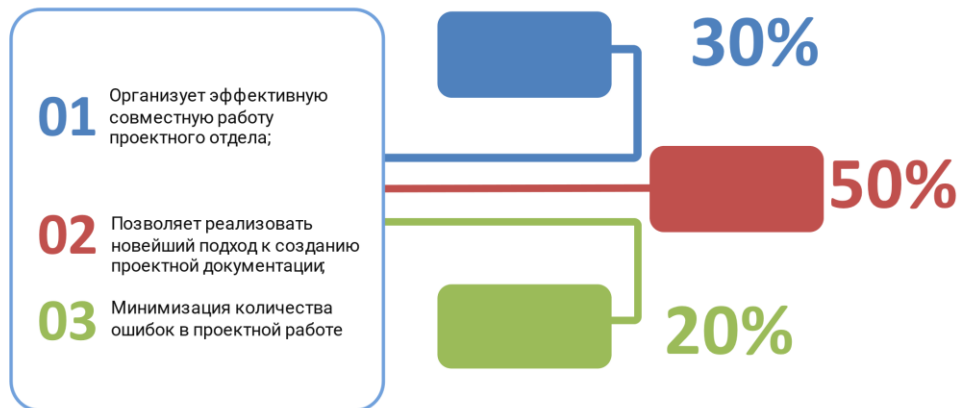 01
Организует эффективную
совместную работу
проектного отдела;
02
Позволяет реализовать
новейший подход к созданию
проектной документации;
03
Минимизация количества
ошибок в проектной работе
30%
50%
20%